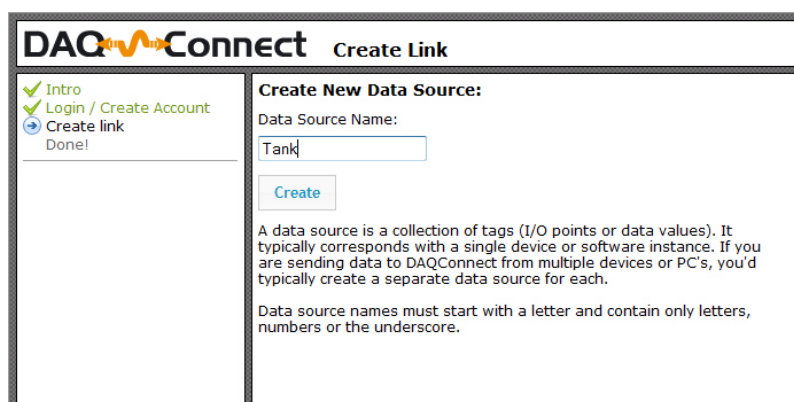 DAQConnect Create Link
Intro
Login / Create Account
Create link
Done!
Create New Data Source:
Data Source Name:
Tank
Create
A data source is a collection of tags (I/O points or data values). It
typically corresponds with a single device or software instance. If you
are sending data to DAQConnect from multiple devices or PC's, you'd
typically create a separate data source for each.
Data source names must start with a letter and contain only letters,
numbers or the underscore.